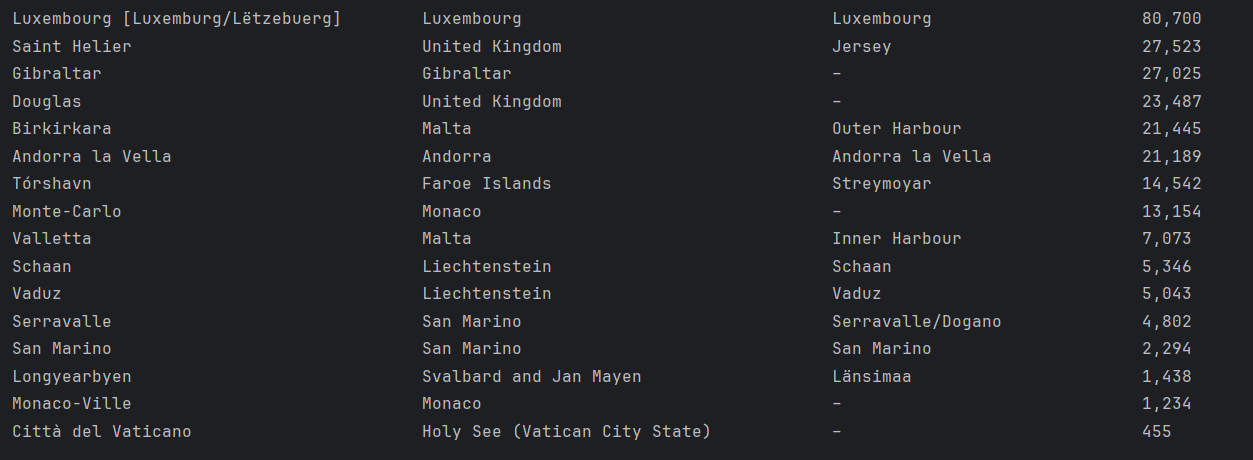 Luxembourg [Luxemburg/Lëtzebuerg] Luxembourg Luxembourg 80,700
Saint Helier United Kingdom Jersey 27,523
Gibraltar Gibraltar – 27,025
Douglas United Kingdom – 23,487
Birkirkara Malta Outer Harbour 21,445
Andorra la Vella Andorra Andorra la Vella 21,189
Tórshavn Faroe Islands Streymoyar 14,542
Monte-Carlo Monaco – 13,154
Valletta Malta Inner Harbour 7,073
Schaan Liechtenstein Schaan 5,346
Vaduz Liechtenstein Vaduz 5,043
Serravalle San Marino Serravalle/Dogano 4,802
San Marino San Marino San Marino 2,294
Longyearbyen Svalbard and Jan Mayen Länsimaa 1,438
Monaco-Ville Monaco – 1,234
Città del Vaticano Holy See (Vatican City State) – 455